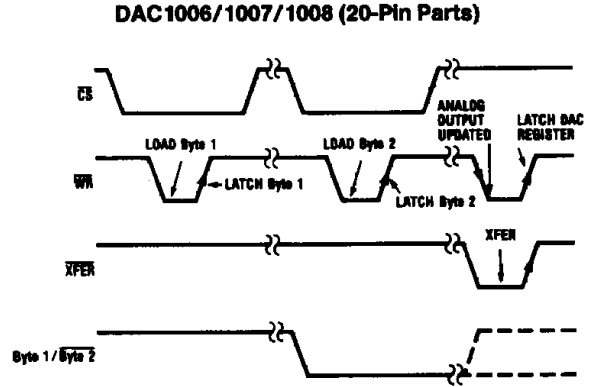 DAC1006/1007/1008 (20-Pin Parts)
CS
ANALOG
OUTPUT
UPDATED
LATCH DAC
REGISTER
LOAD Byte 1
LOAD Byte 2
WR
LATCH Byte 1
LATCH Byte 2
XFER
XFER
Byte 1/Byte 2